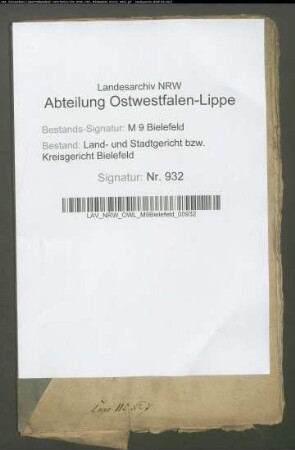 Landesarchiv NRW
Abteilung Ostwestfalen-Lippe
Bestands-Signatur: M 9 Bielefeld
Bestand: Land- und Stadtgericht bzw.
Kreisgericht Bielefeld
Signatur: Nr. 932
LAV_NRW_OWL_M9Bielefeld_00932